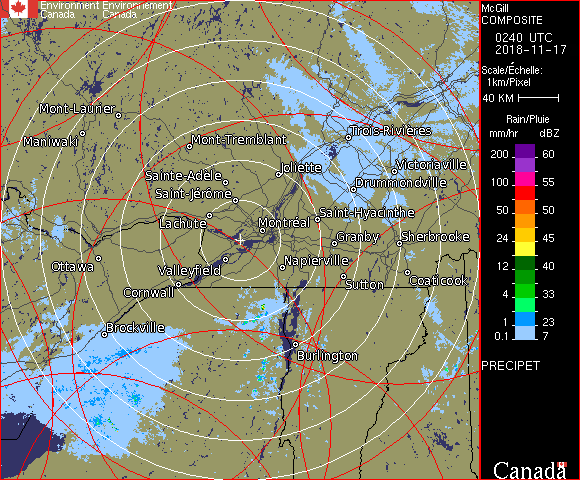 Environment Environnement
Canada Canada
McGill
COMPOSITE
0240 UTC
2018-11-17
Scale/Échelle:
1km/Pixel
40 KM
Rain/Pluie
mm/hr dBZ
200 60
100 55
50 50
24 45
12 40
4 33
1 23
0.1 7
PRECIPET
Canada
Mont-Laurier
Maniwaki
Mont-Tremblant
Trois-Rivières
Joliette
Victoriaville
Sainte-Adèle
Drummondville
Saint-Jérôme
Lachute
Saint-Hyacinthe
Montréal
Granby
Sherbrooke
Ottawa
Valleyfield
Napierville
Cornwall
Sutton
Coaticook
Brockville
Burlington